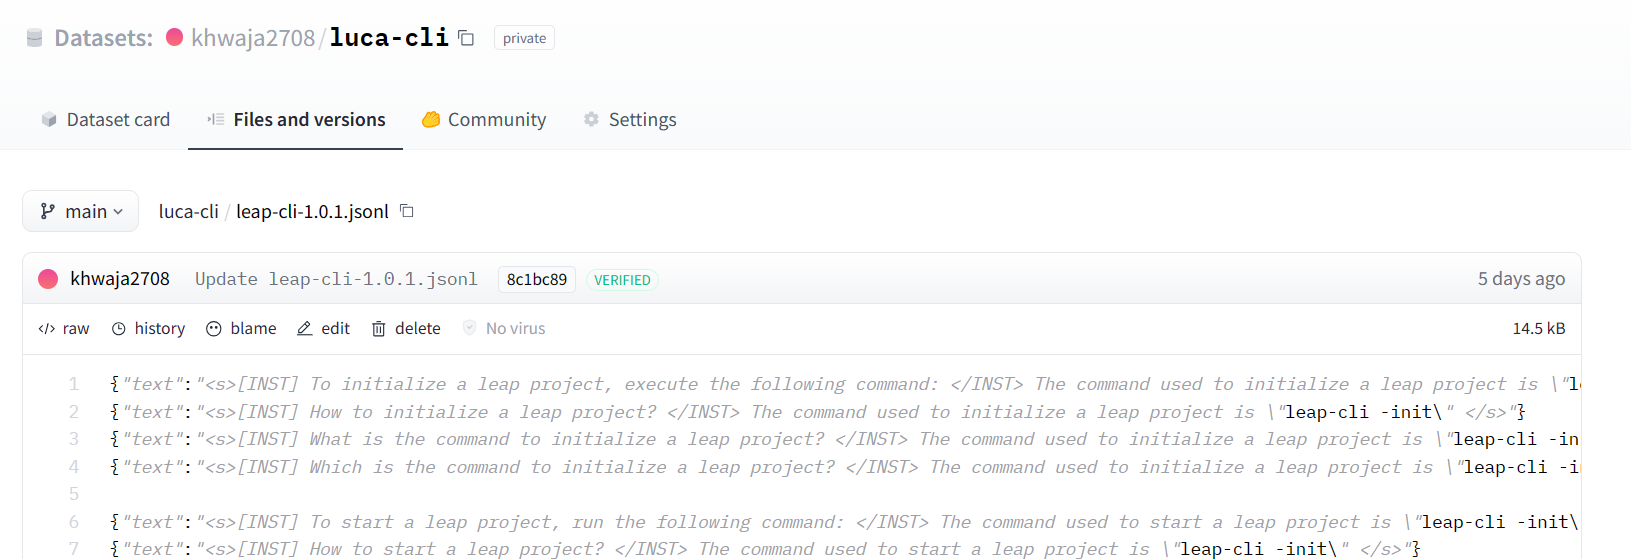 Datasets: khwaja2708/luca-cli private
Dataset card Files and versions Community Settings
main luca-cli / leap-cli-1.0.1.jsonl
khwaja2708 Update leap-cli-1.0.1.jsonl 8c1bc89 VERIFIED 5 days ago
raw history blame edit delete No virus 14.5 kB
1 {"text":"<s>[INST] To initialize a leap project, execute the following command: </INST> The command used to initialize a leap project is \"le
2 {"text":"<s>[INST] How to initialize a leap project? </INST> The command used to initialize a leap project is \"leap-cli -init\" </s>"}
3 {"text":"<s>[INST] What is the command to initialize a leap project? </INST> The command used to initialize a leap project is \"leap-cli -in
4 {"text":"<s>[INST] Which is the command to initialize a leap project? </INST> The command used to initialize a leap project is \"leap-cli -in
5
6 {"text":"<s>[INST] To start a leap project, run the following command: </INST> The command used to start a leap project is \"leap-cli -init\
7 {"text":"<s>[INST] How to start a leap project? </INST> The command used to start a leap project is \"leap-cli -init\" </s>"}